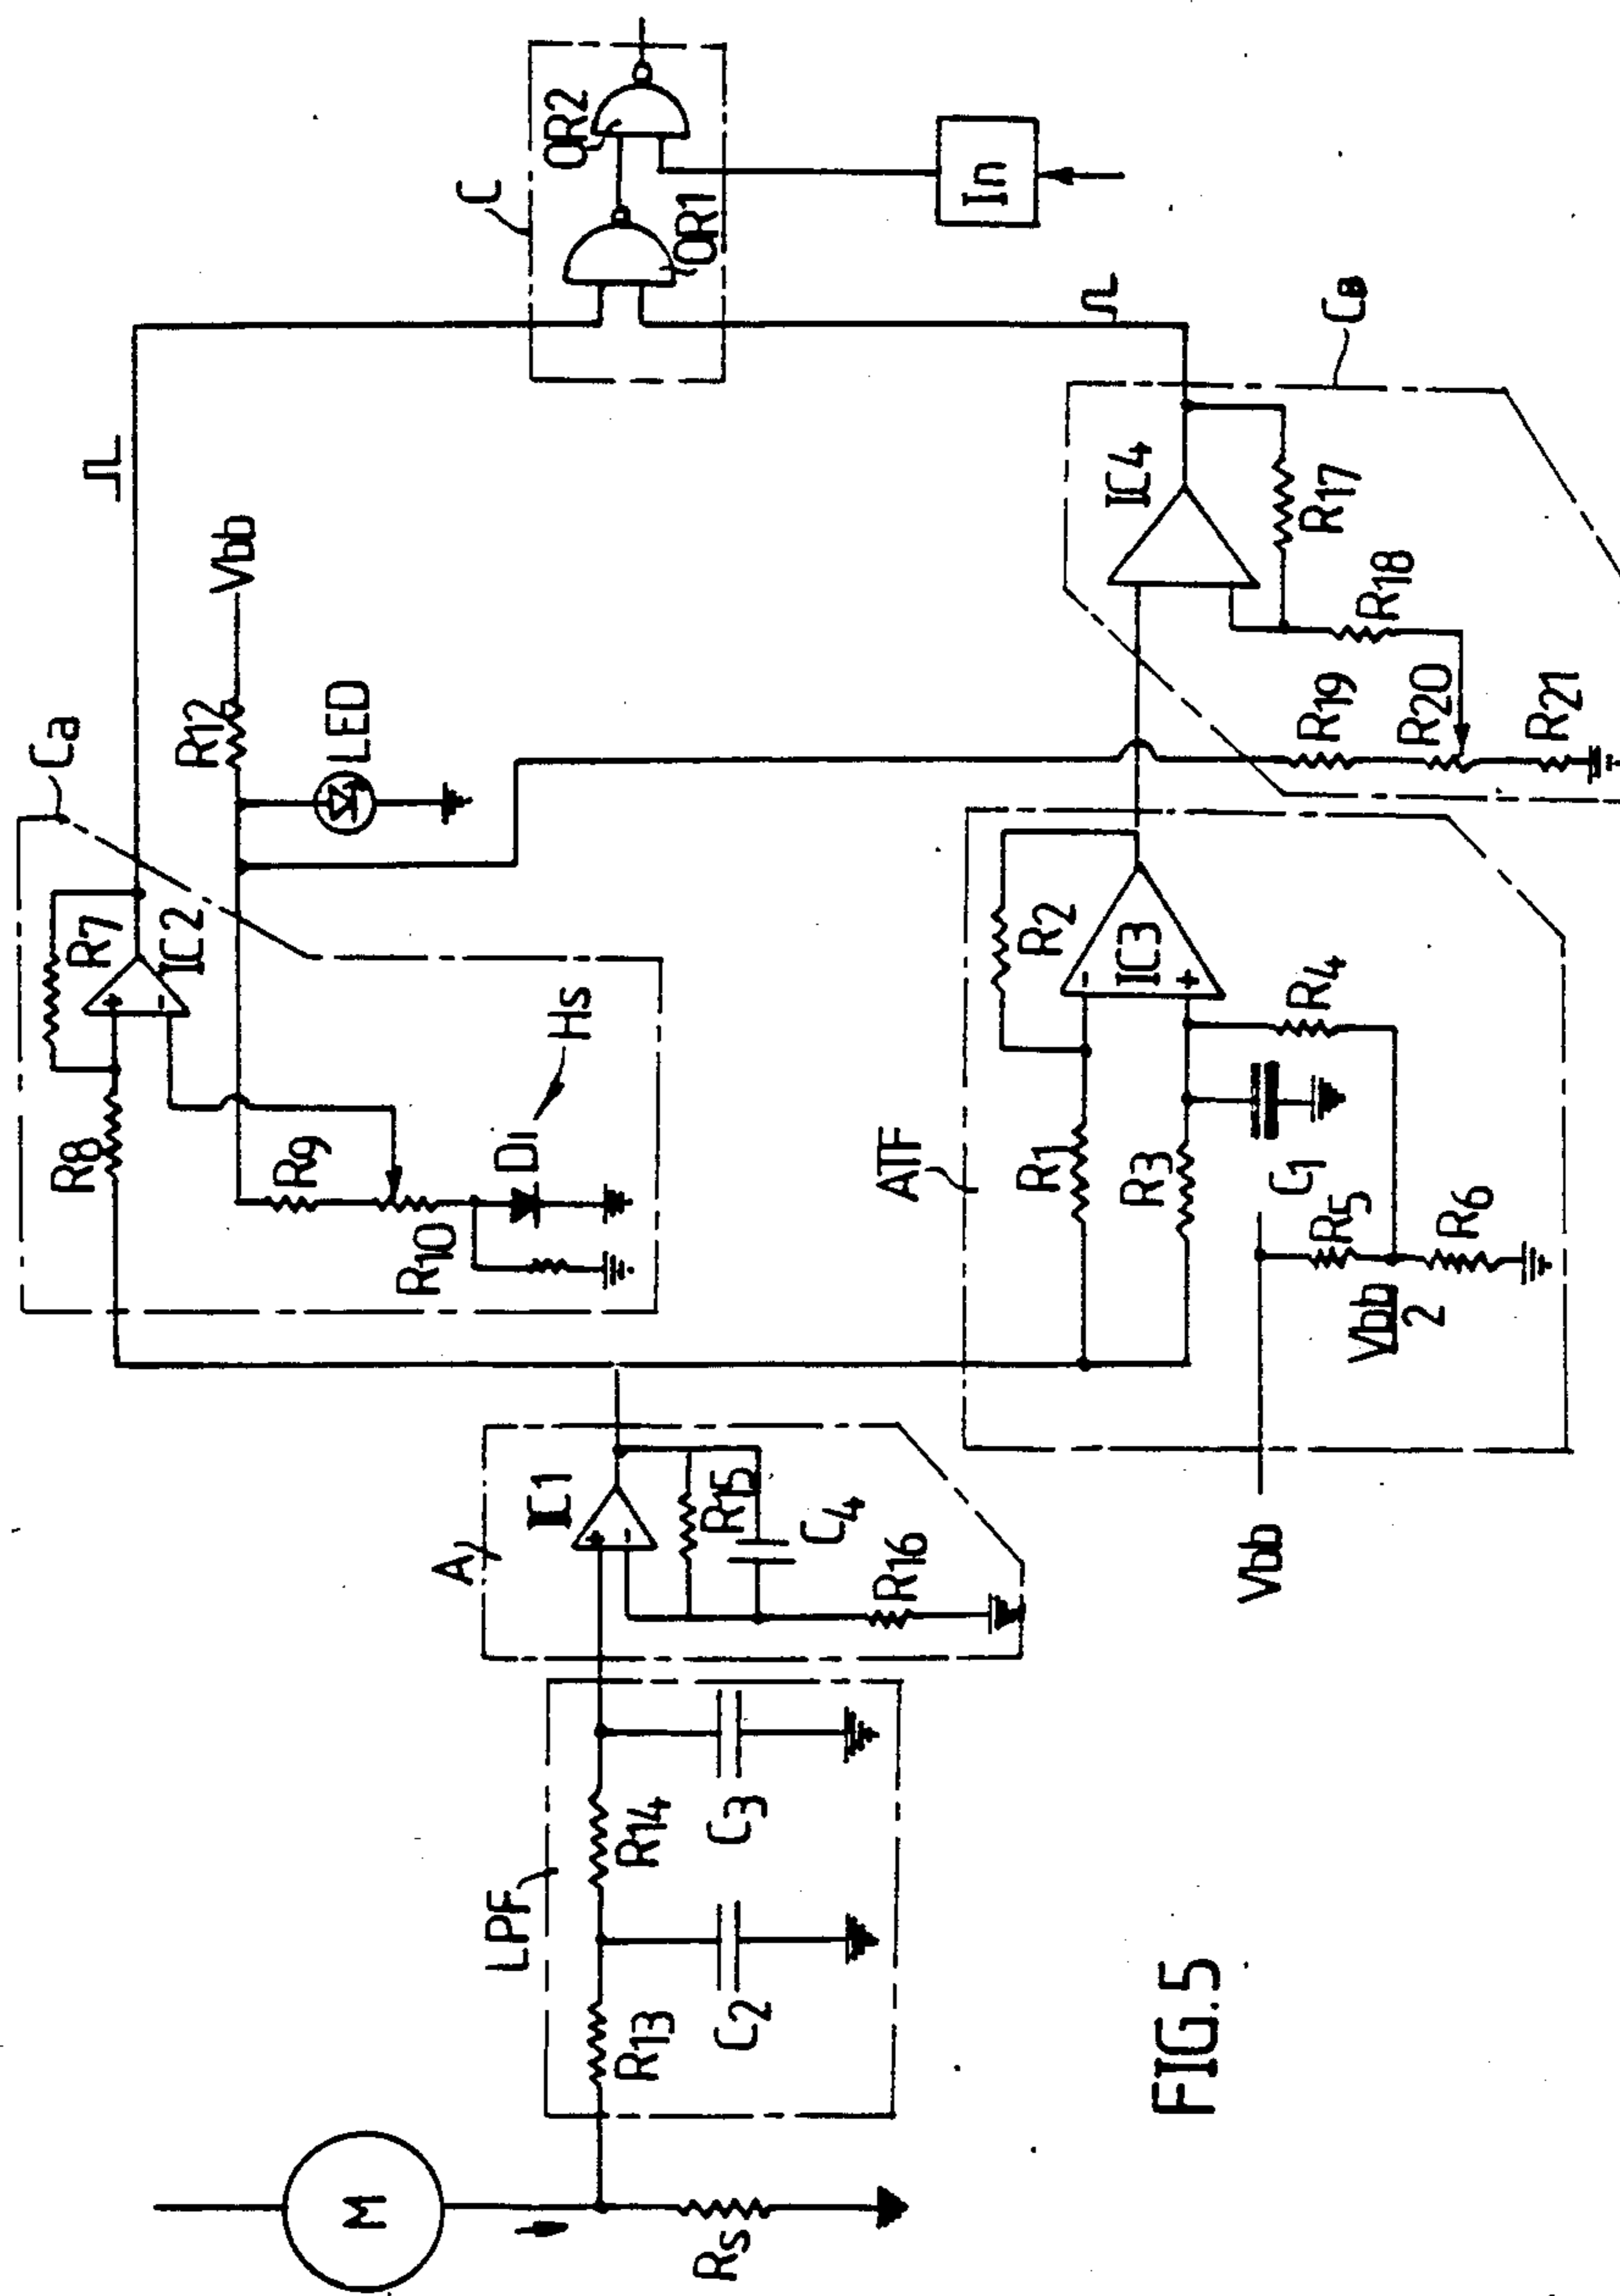 M
Rs
R13
R14
LPF
C2
C3
A
IC1
R15
C4
R16
Ca
R8
R7
IC2
R9
R10
Di
Hs
R12
Vbb
LED
ATF
R1
R2
R3
IC3
R4
C1
R5
R6
Vbb/2
Vbb
IC4
R17
R18
R19
R20
R21
CB
C
OR1
OR2
In
FIG.5